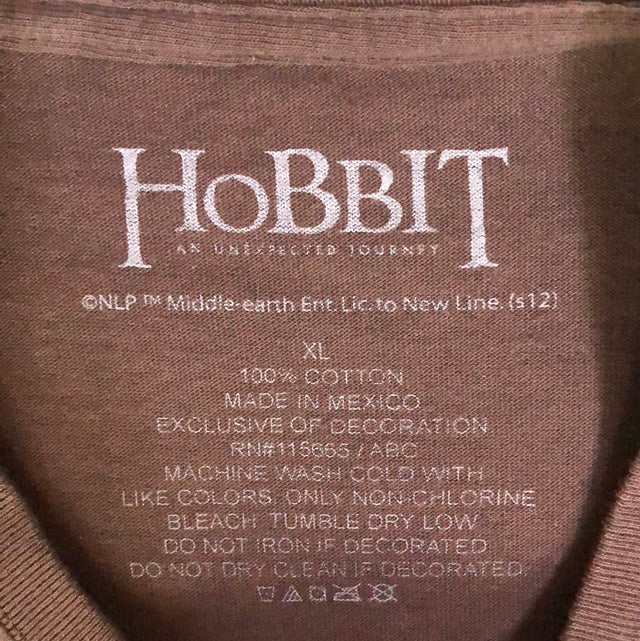 HOBBIT
AN UNEXPECTED JOURNEY
©NLP ™ Middle-earth Ent. Lic. to New Line. (s12)
XL
100% COTTON
MADE IN MEXICO
EXCLUSIVE OF DECORATION
RN#115665 / ABC
MACHINE WASH COLD WITH
LIKE COLORS. ONLY NON-CHLORINE
BLEACH. TUMBLE DRY LOW
DO NOT IRON IF DECORATED
DO NOT DRY CLEAN IF DECORATED